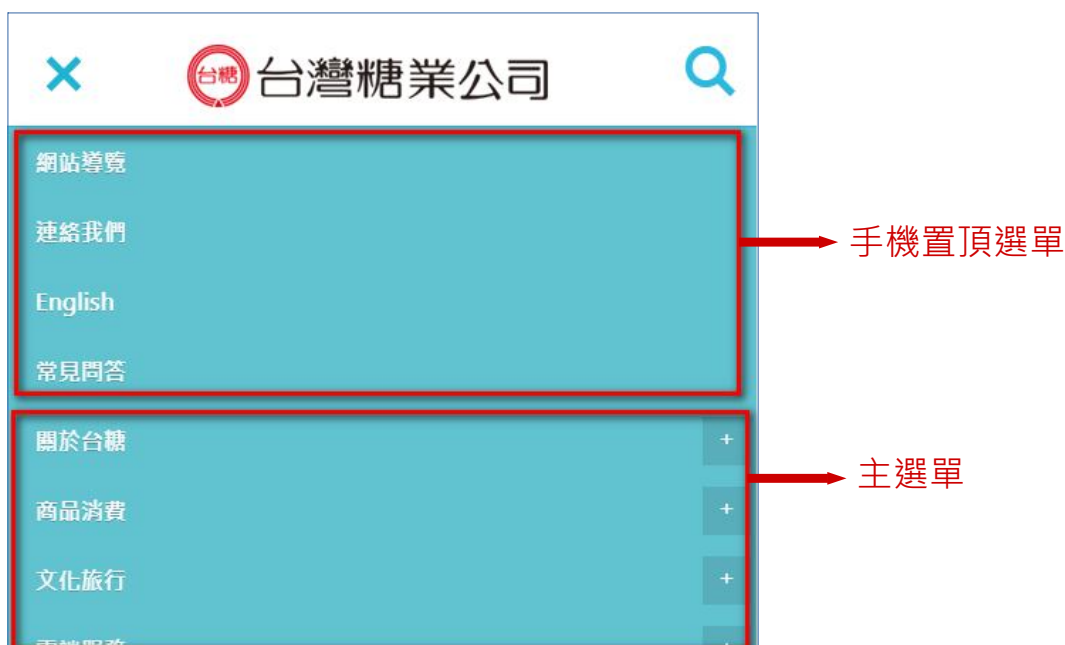 台糖 台灣糖業公司
網站導覽
連絡我們
手機置頂選單
English
常見問答
關於台糖 +
主選單
商品消費 +
文化旅行 +